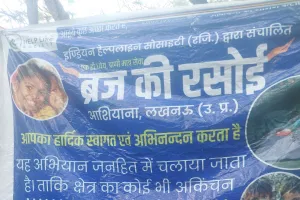 इण्डियन हेल्पलाइन सोसाइटी (रजि.) द्वारा संचालित
ब्रज की रसोई
आशियाना, लखनऊ (उ. प्र.)
आपका हार्दिक स्वागत एवं अभिनन्दन करता है
यह अभियान जनहित में चलाया जाता
है। ताकि क्षेत्र का कोई भी अकिंचन